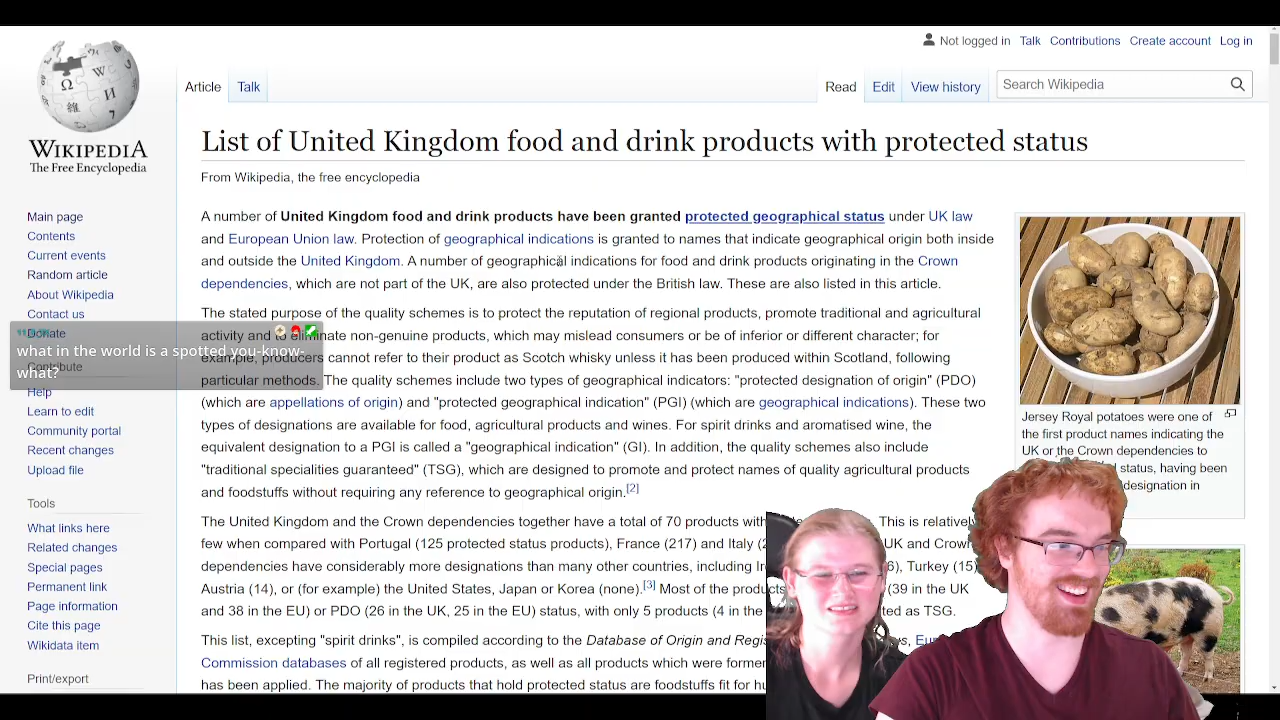 Not logged in Talk Contributions Create account Log in
Article Talk Read Edit View history Search Wikipedia
WIKIPEDIA
The Free Encyclopedia
List of United Kingdom food and drink products with protected status
From Wikipedia, the free encyclopedia
Main page
Contents
Current events
Random article
About Wikipedia
Contact us
Donate
Contribute
Help
Learn to edit
Community portal
Recent changes
Upload file
Tools
What links here
Related changes
Special pages
Permanent link
Page information
Cite this page
Wikidata item
Print/export
what in the world is a spotted you-know-
what?
A number of United Kingdom food and drink products have been granted protected geographical status under UK law
and European Union law. Protection of geographical indications is granted to names that indicate geographical origin both inside
and outside the United Kingdom. A number of geographical indications for food and drink products originating in the Crown
dependencies, which are not part of the UK, are also protected under the British law. These are also listed in this article.
The stated purpose of the quality schemes is to protect the reputation of regional products, promote traditional and agricultural
activity and to eliminate non-genuine products, which may mislead consumers or be of inferior or different character; for
example, producers cannot refer to their product as Scotch whisky unless it has been produced within Scotland, following
particular methods. The quality schemes include two types of geographical indicators: "protected designation of origin" (PDO)
(which are appellations of origin) and "protected geographical indication" (PGI) (which are geographical indications). These two
types of designations are available for food, agricultural products and wines. For spirit drinks and aromatised wine, the
equivalent designation to a PGI is called a "geographical indication" (GI). In addition, the quality schemes also include
"traditional specialities guaranteed" (TSG), which are designed to promote and protect names of quality agricultural products
and foodstuffs without requiring any reference to geographical origin.[2]
The United Kingdom and the Crown dependencies together have a total of 70 products with This is relatively
few when compared with Portugal (125 protected status products), France (217) and Italy UK and Crown
dependencies have considerably more designations than many other countries, including Turkey (15)
Austria (14), or (for example) the United States, Japan or Korea (none).[3] Most of the products (39 in the UK
and 38 in the EU) or PDO (26 in the UK, 25 in the EU) status, with only 5 products (4 in the as TSG.
This list, excepting "spirit drinks", is compiled according to the Database of Origin and
Commission databases of all registered products, as well as all products which were
has been applied. The majority of products that hold protected status are foodstuffs fit for
Jersey Royal potatoes were one of
the first product names indicating the
UK or the Crown dependencies to
status, having been
designation in